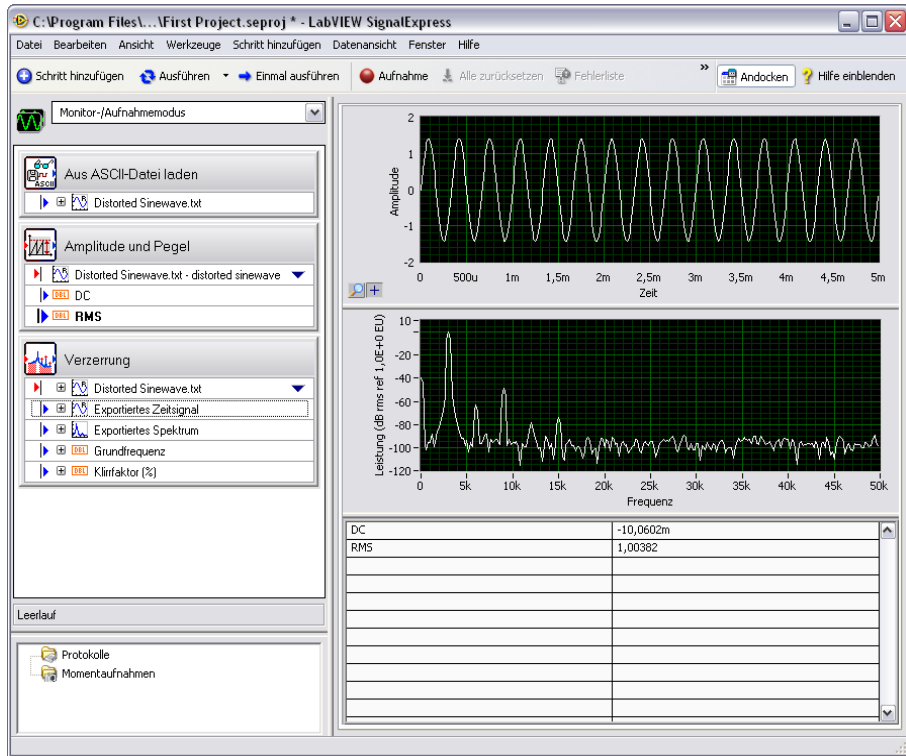 C:\Program Files\...\First Project.seproj * - LabVIEW SignalExpress
Datei Bearbeiten Ansicht Werkzeuge Schritt hinzufügen Datenansicht Fenster Hilfe
Schritt hinzufügen Ausführen Einmal ausführen Aufnahme Alle zurücksetzen Fehlerliste » Andocken Hilfe einblenden
Monitor-/Aufnahmemodus
ASCII
Aus ASCII-Datei laden
Distorted Sinewave.txt
Amplitude und Pegel
Distorted Sinewave.txt - distorted sinewave
DBL DC
DBL RMS
Verzerrung
Distorted Sinewave.txt
Exportiertes Zeitsignal
Exportiertes Spektrum
DBL Grundfrequenz
DBL Klirrfaktor (%)
Leerlauf
Protokolle
Momentaufnahmen
Amplitude
2
1
0
-1
-2
0 500u 1m 1,5m 2m 2,5m 3m 3,5m 4m 4,5m 5m
Zeit
Leistung (dB rms ref 1,0E+0 EU)
10
-20
-40
-60
-80
-100
-120
0 5k 10k 15k 20k 25k 30k 35k 40k 45k 50k
Frequenz
DC -10,0602m
RMS 1,00382